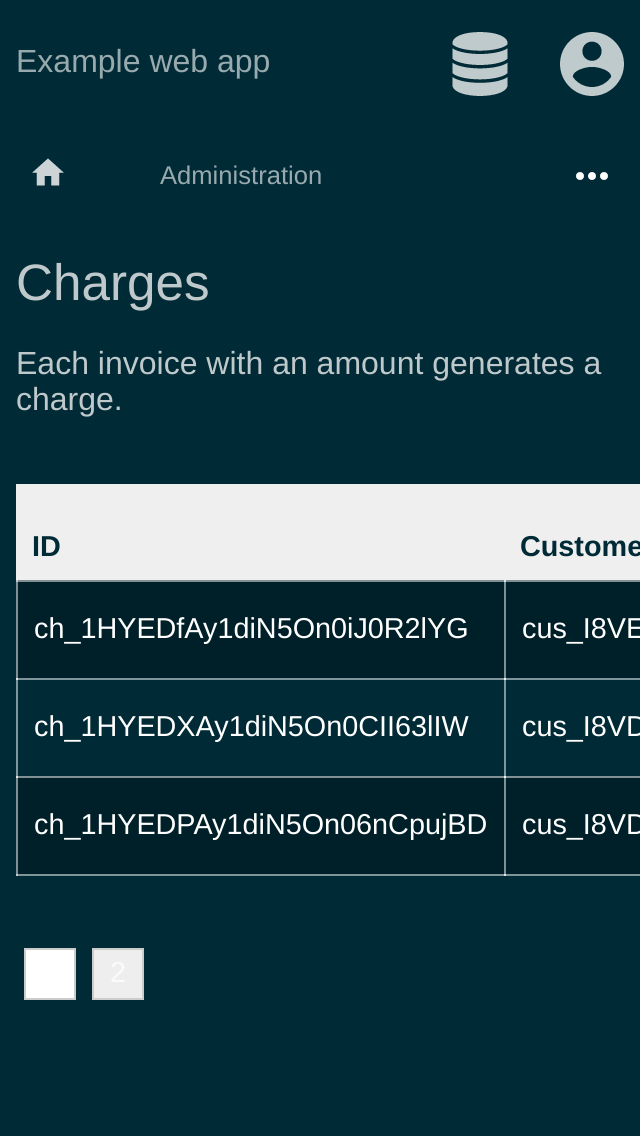 Example web app
Administration
Charges
Each invoice with an amount generates a
charge.
ID Custome
ch_1HYEDfAy1diN5On0iJ0R2lYG cus_I8VE
ch_1HYEDXAy1diN5On0CII63lIW cus_I8VD
ch_1HYEDPAy1diN5On06nCpujBD cus_I8VD
2